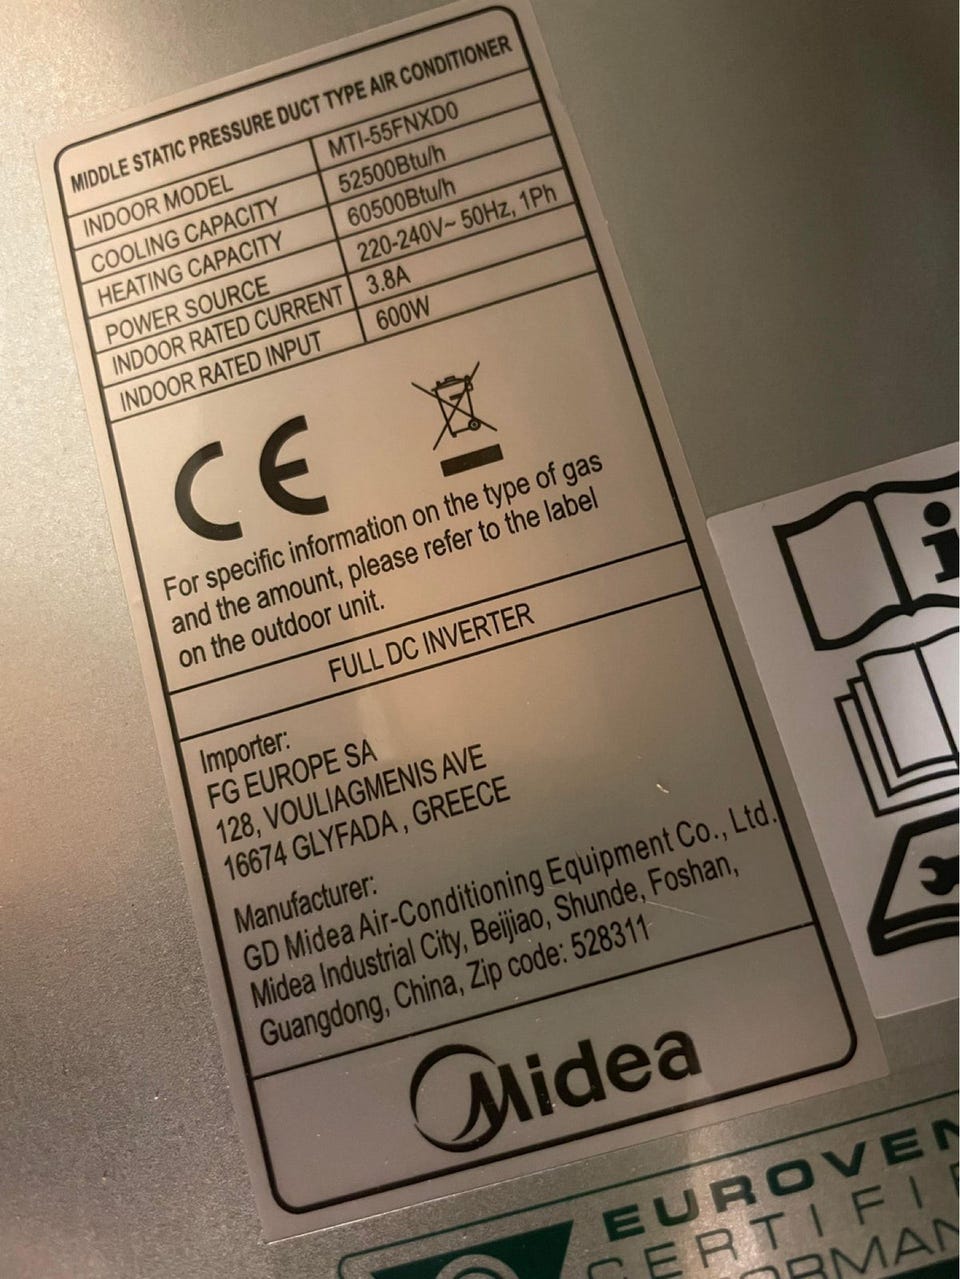 MIDDLE STATIC PRESSURE DUCT TYPE AIR CONDITIONER
INDOOR MODEL MTI-55FNXD0
COOLING CAPACITY 52500Btu/h
HEATING CAPACITY 60500Btu/h
POWER SOURCE 220-240V~ 50Hz, 1Ph
INDOOR RATED CURRENT 3.8A
INDOOR RATED INPUT 600W
CE
For specific information on the type of gas
and the amount, please refer to the label
on the outdoor unit.
FULL DC INVERTER
Importer:
FG EUROPE SA
128, VOULIAGMENIS AVE
16674 GLYFADA , GREECE
Manufacturer:
GD Midea Air-Conditioning Equipment Co., Ltd.
Midea Industrial City, Beijiao, Shunde, Foshan,
Guangdong, China, Zip code: 528311
Midea
i
EUROVEN
CERTIFI
ORMAN